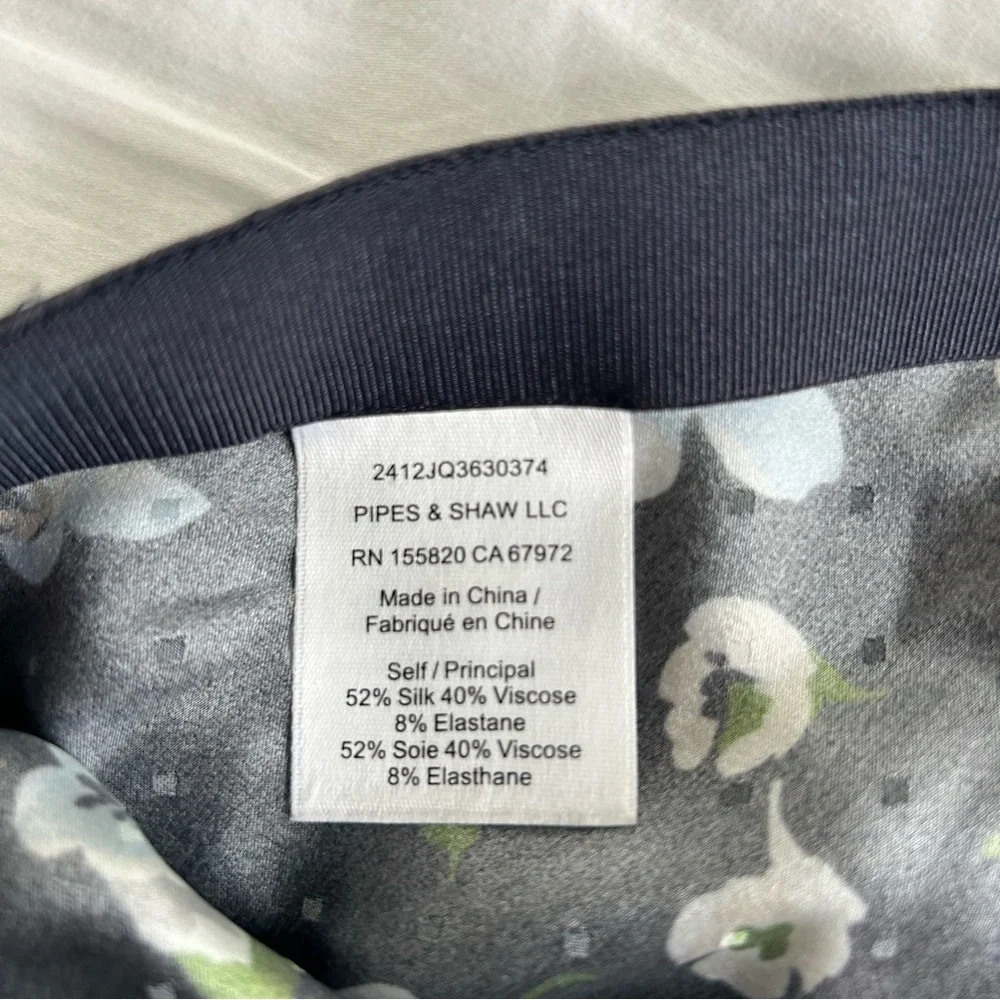 2412JQ3630374
PIPES & SHAW LLC
RN 155820 CA 67972
Made in China /
Fabriqué en Chine
Self / Principal
52% Silk 40% Viscose
8% Elastane
52% Soie 40% Viscose
8% Elasthane